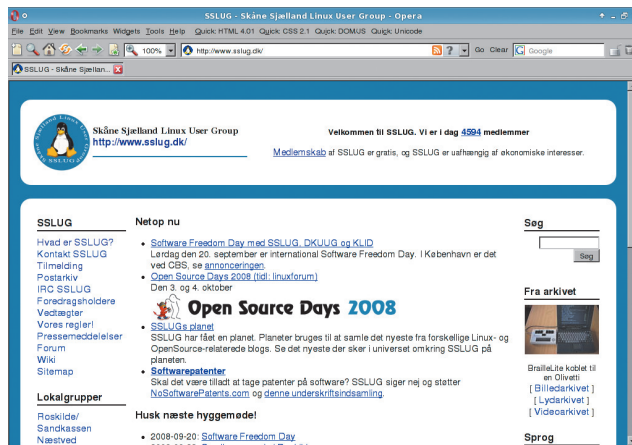 SSLUG - Skåne Sjælland Linux User Group - Opera
File Edit View Bookmarks Widgets Tools Help Quick: HTML 4.01 Quick: CSS 2.1 Quick: DOMUS Quick: Unicode
100% http://www.sslug.dk/ ? Go Clear G Google
SSLUG - Skåne Sjællan...
Skåne Sjælland Linux User Group
http://www.sslug.dk/
Velkommen til SSLUG. Vi er i dag 4594 medlemmer
Medlemskab af SSLUG er gratis, og SSLUG er uafhængig af økonomiske interesser.
SSLUG
Hvad er SSLUG?
Kontakt SSLUG
Tilmelding
Postarkiv
IRC SSLUG
Foredragsholdere
Vedtægter
Vores regler!
Pressemeddelelser
Forum
Wiki
Sitemap
Lokalgrupper
Roskilde/
Sandkassen
Næstved
Netop nu
Software Freedom Day med SSLUG, DKUUG og KLID
Lørdag den 20. september er international Software Freedom Day. I København er det
ved CBS, se annonceringen.
Open Source Days 2008 (tidl: linuxforum)
Den 3. og 4. oktober
Open Source Days 2008
SSLUGs planet
SSLUG har fået en planet. Planeter bruges til at samle det nyeste fra forskellige Linux- og
OpenSource-relaterede blogs. Se det nyeste der sker i universet omkring SSLUG på
planeten.
Softwarepatenter
Skal det være tilladt at tage patenter på software? SSLUG siger nej og støtter
NoSoftwarePatents.com og denne underskriftsindsamling.
Husk næste hyggemøde!
2008-09-20: Software Freedom Day
Søg
Søg
Fra arkivet
BrailleLite koblet til
en Olivetti
[ Billedarkivet ]
[ Lydarkivet ]
[ Videoarkivet ]
Sprog